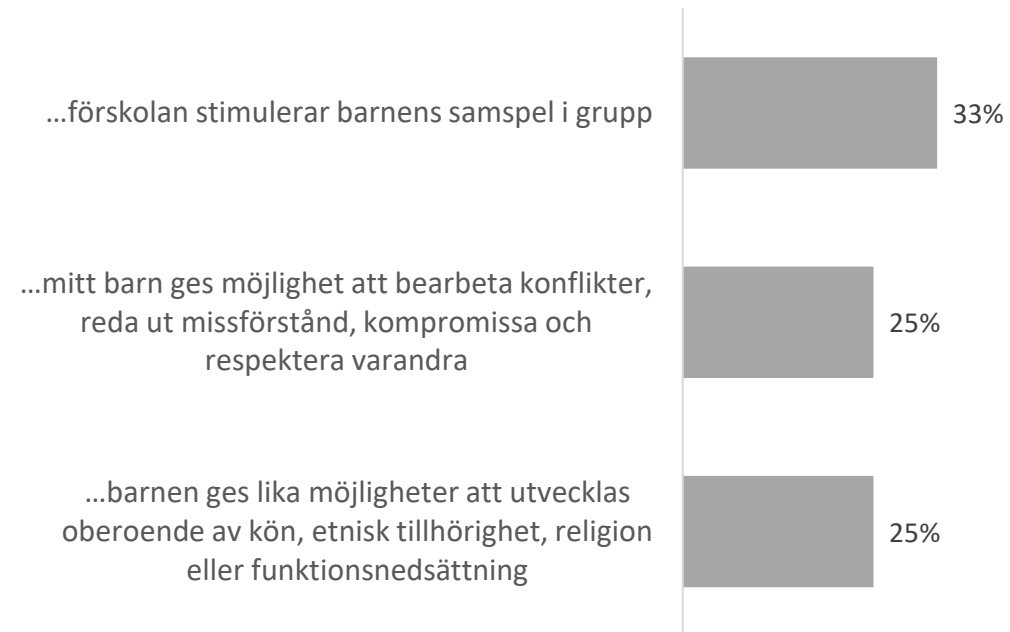 ...förskolan stimulerar barnens samspel i grupp
33%
...mitt barn ges möjlighet att bearbeta konflikter,
reda ut missförstånd, kompromissa och
respektera varandra
25%
...barnen ges lika möjligheter att utvecklas
oberoende av kön, etnisk tillhörighet, religion
eller funktionsnedsättning
25%